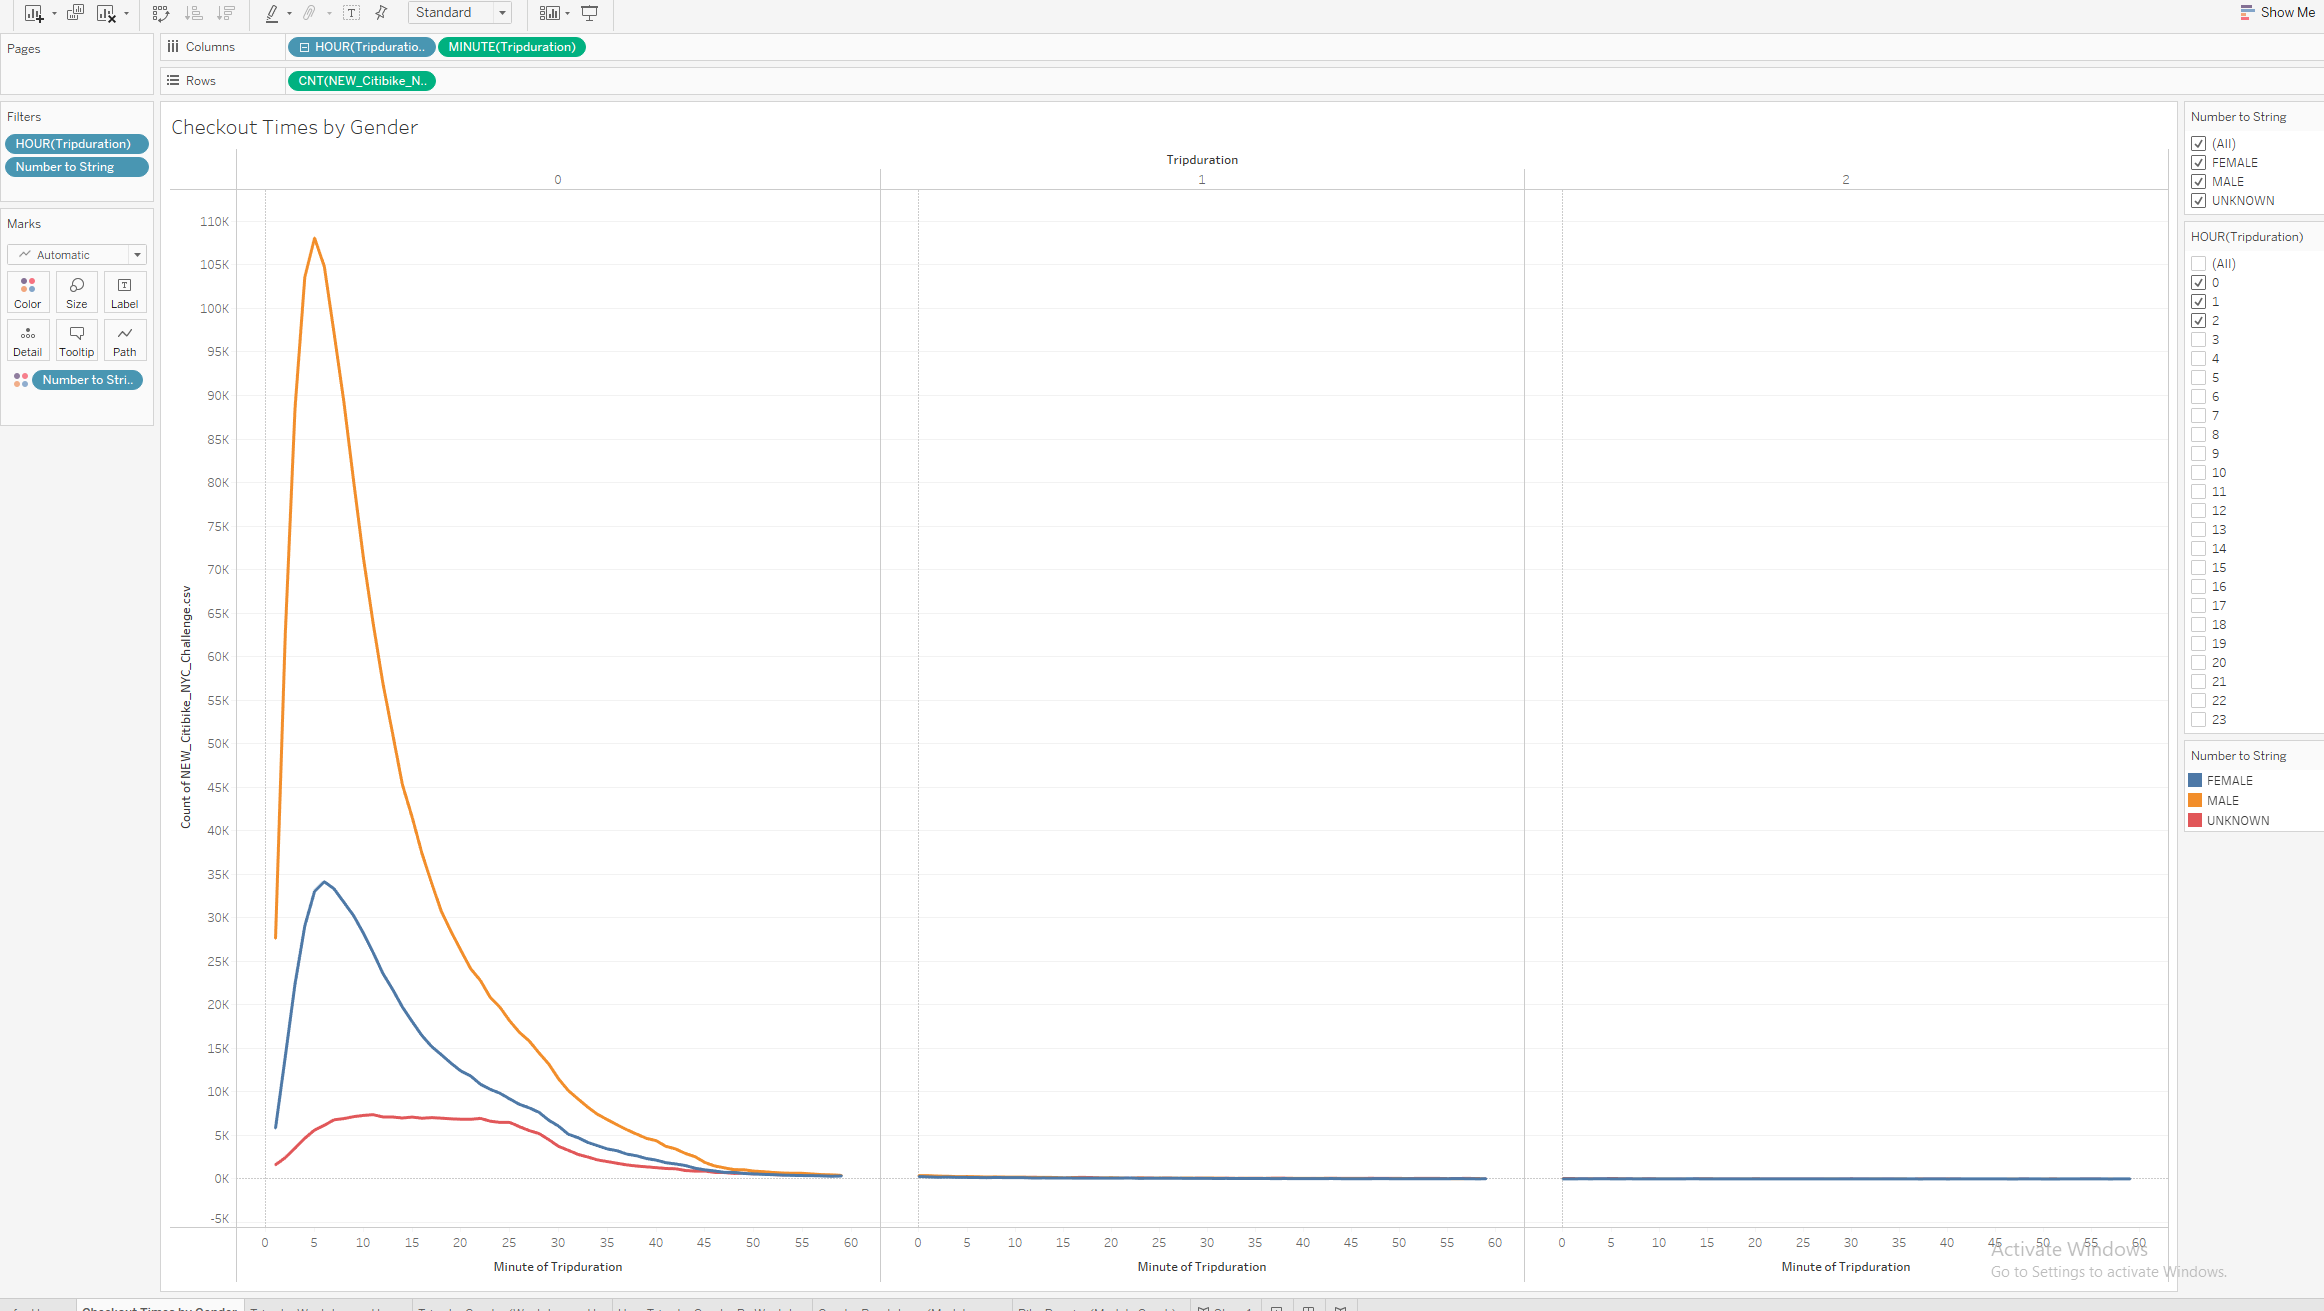 Standard
Show Me
Pages
Columns
HOUR(Tripduratio..
MINUTE(Tripduration)
Rows
CNT(NEW_Citibike_N..
Filters
HOUR(Tripduration)
Number to String
Marks
Automatic
Color
Size
Label
Detail
Tooltip
Path
Number to Stri..
Checkout Times by Gender
Tripduration
0
1
2
110K
105K
100K
95K
90K
85K
80K
75K
70K
65K
60K
55K
50K
45K
40K
35K
30K
25K
20K
15K
10K
5K
0K
-5K
Count of NEW_Citibike_NYC_Challenge.csv
0 5 10 15 20 25 30 35 40 45 50 55 60
0 5 10 15 20 25 30 35 40 45 50 55 60
0 5 10 15 20 25 30 35 40 45 50 55 60
Minute of Tripduration
Minute of Tripduration
Minute of Tripduration
Number to String
(All)
FEMALE
MALE
UNKNOWN
HOUR(Tripduration)
(All)
0
1
2
3
4
5
6
7
8
9
10
11
12
13
14
15
16
17
18
19
20
21
22
23
Number to String
FEMALE
MALE
UNKNOWN
Activate Windows
Go to Settings to activate Windows.
Checkout Times by Gender